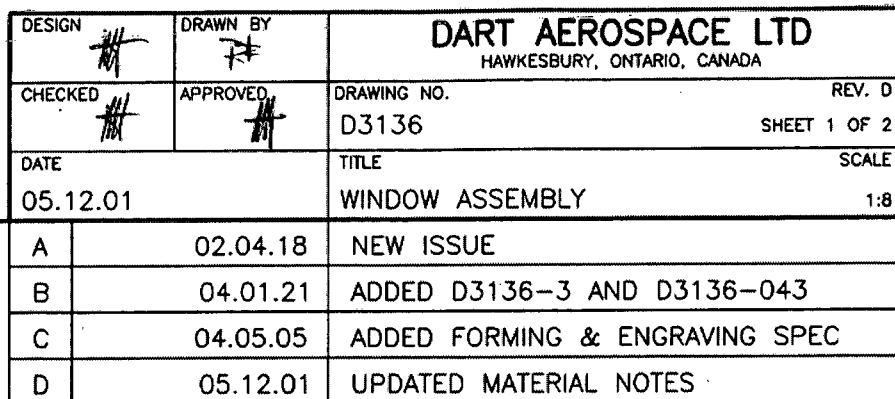 DESIGN
DRAWN BY
DART AEROSPACE LTD
HAWKESBURY, ONTARIO, CANADA
CHECKED
APPROVED
DRAWING NO.
REV. D
D3136
SHEET 1 OF 2
DATE
TITLE
SCALE
05.12.01
WINDOW ASSEMBLY
1:8
A 02.04.18 NEW ISSUE
B 04.01.21 ADDED D3136-3 AND D3136-043
C 04.05.05 ADDED FORMING & ENGRAVING SPEC
D 05.12.01 UPDATED MATERIAL NOTES